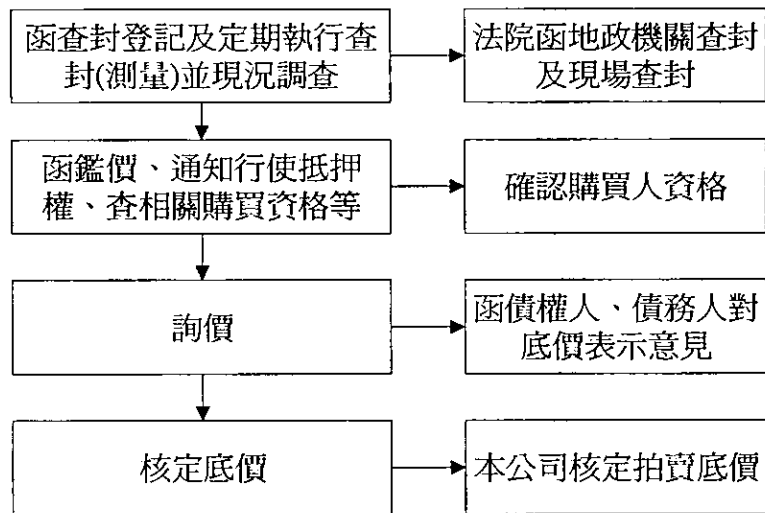 函查封登記及定期執行查
封(測量)並現況調查
法院函地政機關查封
及現場查封
函鑑價、通知行使抵押
權、查相關購買資格等
確認購買人資格
詢價
函債權人、債務人對
底價表示意見
核定底價
本公司核定拍賣底價